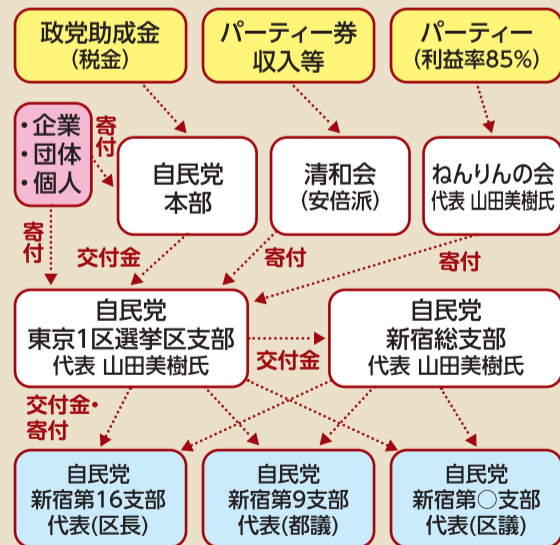 政党助成金
(税金)
パーティー券
収入等
パーティー
(利益率85%)
・企業
・団体
・個人
寄付
自民党
本部
清和会
(安倍派)
ねんりんの会
代表 山田美樹氏
寄付
交付金
寄付
寄付
自民党
東京1区選挙区支部
代表 山田美樹氏
交付金
自民党
新宿総支部
代表 山田美樹氏
交付金・
寄付
自民党
新宿第16支部
代表(区長)
自民党
新宿第9支部
代表(都議)
自民党
新宿第○支部
代表(区議)